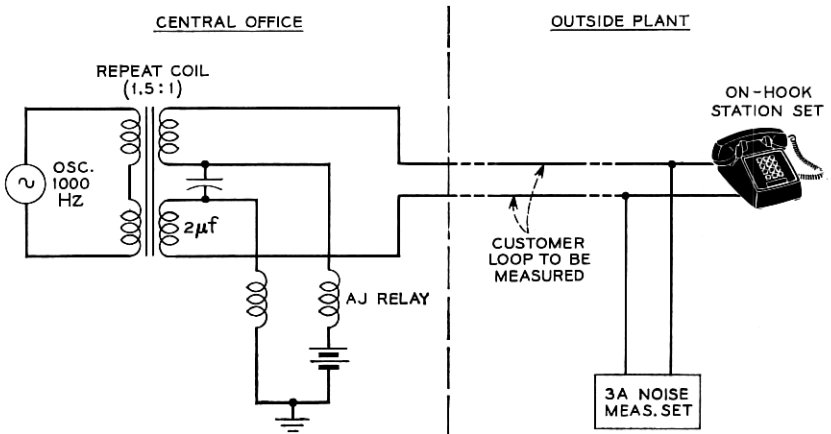 CENTRAL OFFICE
OUTSIDE PLANT
REPEAT COIL
(1.5:1)
ON-HOOK
STATION SET
OSC.
1000
Hz
~
2μf
AJ RELAY
CUSTOMER
LOOP TO BE
MEASURED
3A NOISE
MEAS. SET